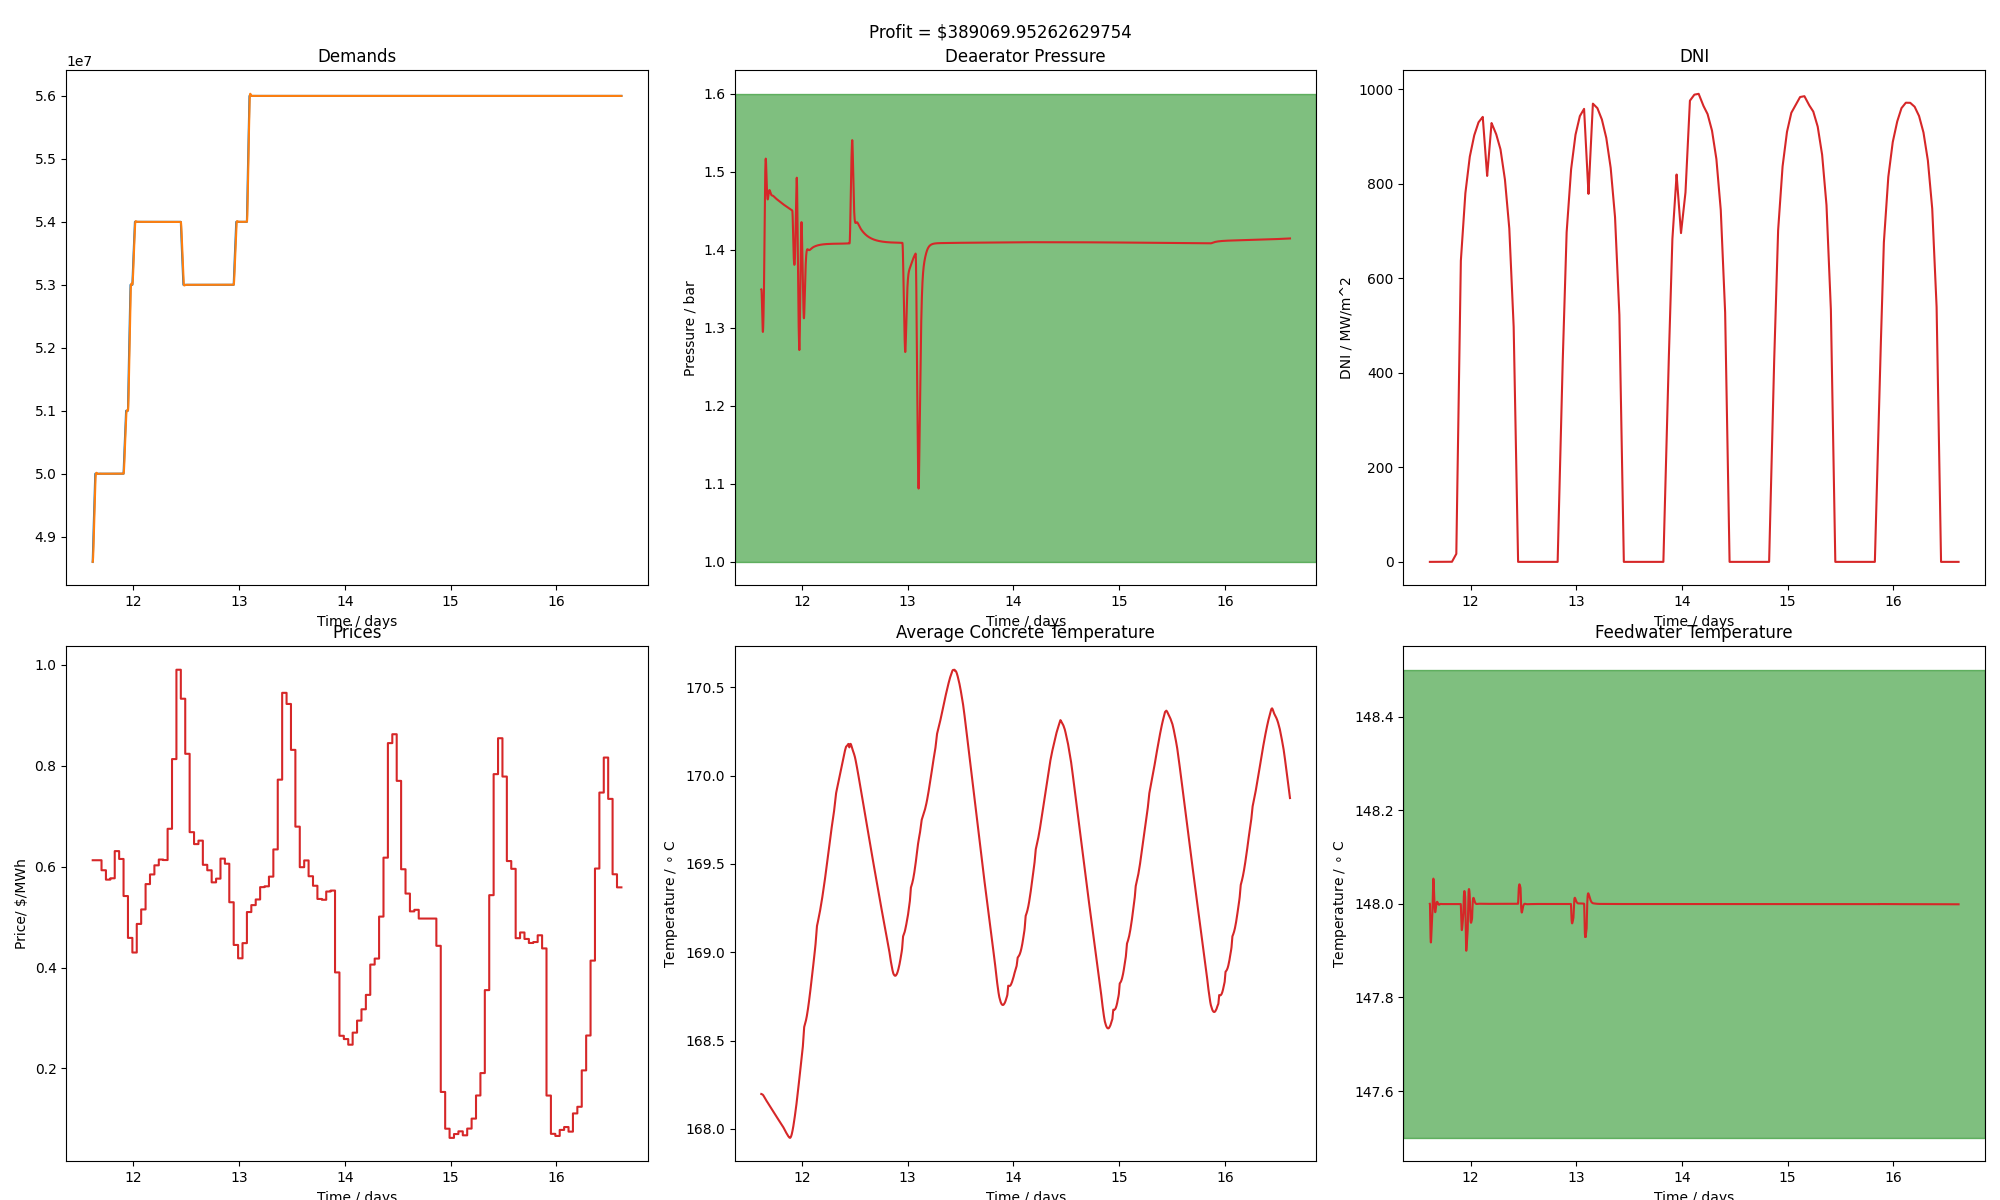 Profit = $389069.95262629754
Demands
1e7
5.6
5.5
5.4
5.3
5.2
5.1
5.0
4.9
12 13 14 15 16
Time / days
Deaerator Pressure
Pressure / bar
1.6
1.5
1.4
1.3
1.2
1.1
1.0
12 13 14 15 16
Time / days
DNI
DNI / MW/m^2
1000
800
600
400
200
0
12 13 14 15 16
Time / days
Prices
Price/ $/MWh
1.0
0.8
0.6
0.4
0.2
12 13 14 15 16
Time / days
Average Concrete Temperature
Temperature / ∘ C
170.5
170.0
169.5
169.0
168.5
168.0
12 13 14 15 16
Time / days
Feedwater Temperature
Temperature / ∘ C
148.4
148.2
148.0
147.8
147.6
12 13 14 15 16
Time / days